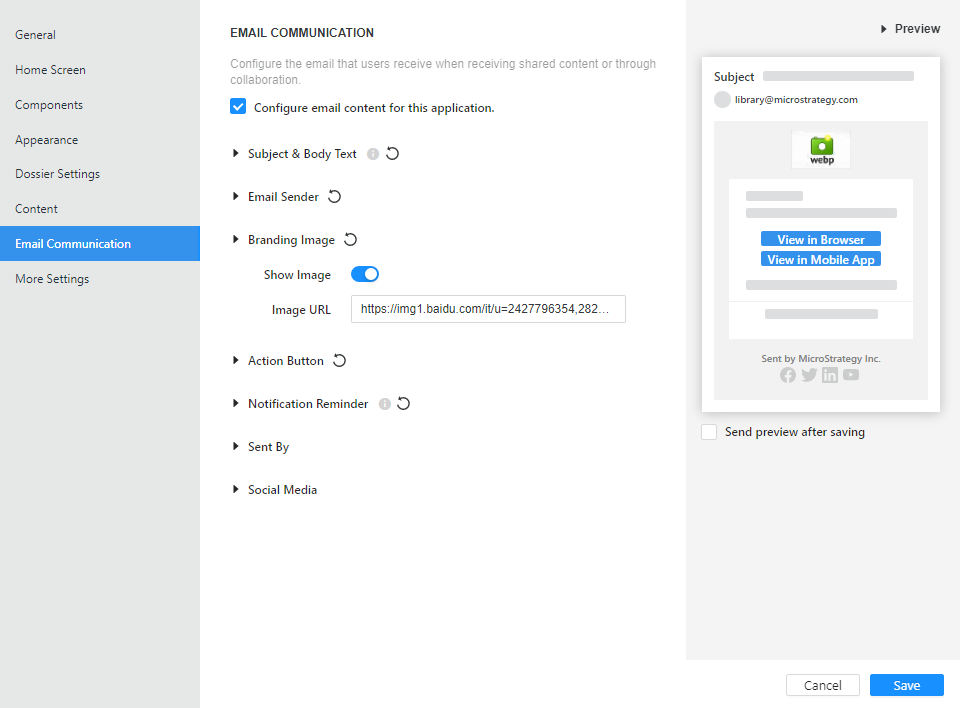 General
Home Screen
Components
Appearance
Dossier Settings
Content
Email Communication
More Settings
EMAIL COMMUNICATION
Configure the email that users receive when receiving shared content or through
collaboration.
Configure email content for this application.
Subject & Body Text
Email Sender
Branding Image
Show Image
Image URL https://img1.baidu.com/it/u=2427796354,282...
Action Button
Notification Reminder
Sent By
Social Media
Preview
Subject
library@microstrategy.com
webp
View in Browser
View in Mobile App
Sent by MicroStrategy Inc.
Send preview after saving
Cancel
Save